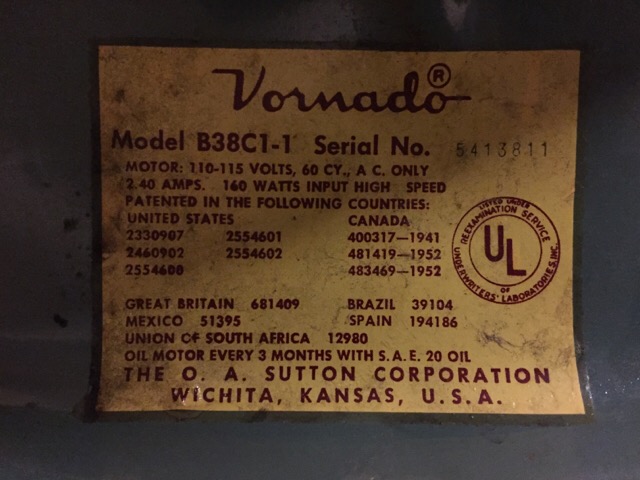 Vornado®
Model B38C1-1 Serial No. 5413811
MOTOR: 110-115 VOLTS, 60 CY., A C. ONLY
2.40 AMPS. 160 WATTS INPUT HIGH SPEED
PATENTED IN THE FOLLOWING COUNTRIES:
UNITED STATES CANADA
2330907 2554601 400317—1941
2460902 2554602 481419—1952
2554600 483469—1952
LISTED UNDER REEXAMINATION SERVICE
UL
OF
UNDERWRITERS' LABORATORIES, INC.
GREAT BRITAIN 681409 BRAZIL 39104
MEXICO 51395 SPAIN 194186
UNION OF SOUTH AFRICA 12980
OIL MOTOR EVERY 3 MONTHS WITH S.A.E. 20 OIL
THE O. A. SUTTON CORPORATION
WICHITA, KANSAS, U.S.A.